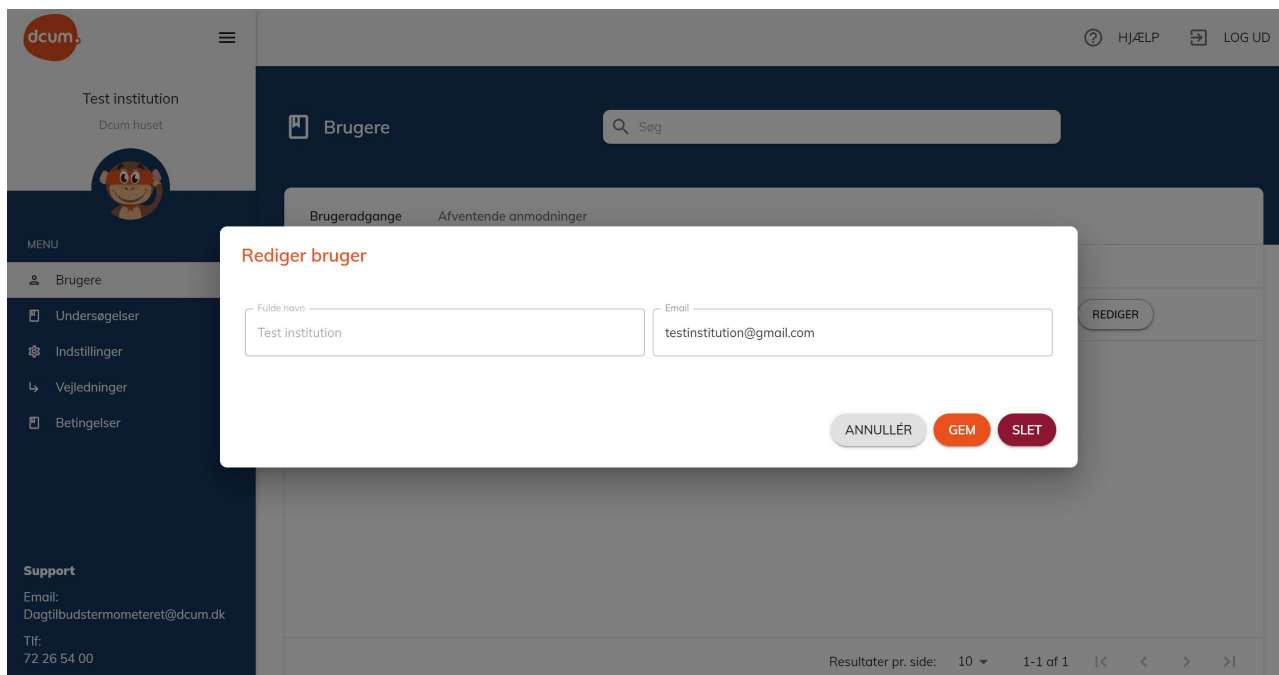 dcum.
HJÆLP
LOG UD
Test institution
Dcum huset
Brugere
Søg
Brugeradgange
Afventende anmodninger
MENU
Brugere
Undersøgelser
Indstillinger
Vejledninger
Betingelser
Rediger bruger
Fulde navn
Test institution
Email
testinstitution@gmail.com
REDIGER
ANNULLÉR
GEM
SLET
Support
Email:
Dagtilbudstermometeret@dcum.dk
Tlf:
72 26 54 00
Resultater pr. side: 10 1-1 af 1